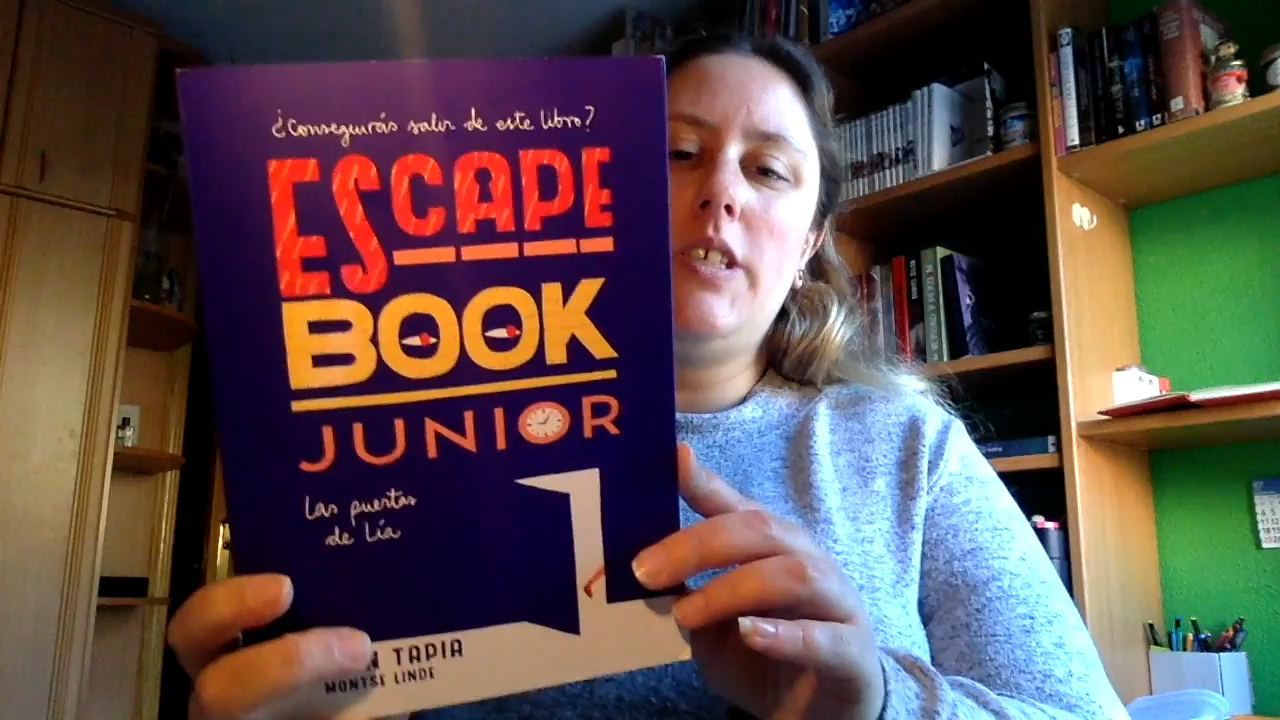 ¿Conseguirás salir de este libro?
ESCAPE
BOOK
JUNIOR
Las puertas
de Lía
N TAPIA
MONTSE LINDE